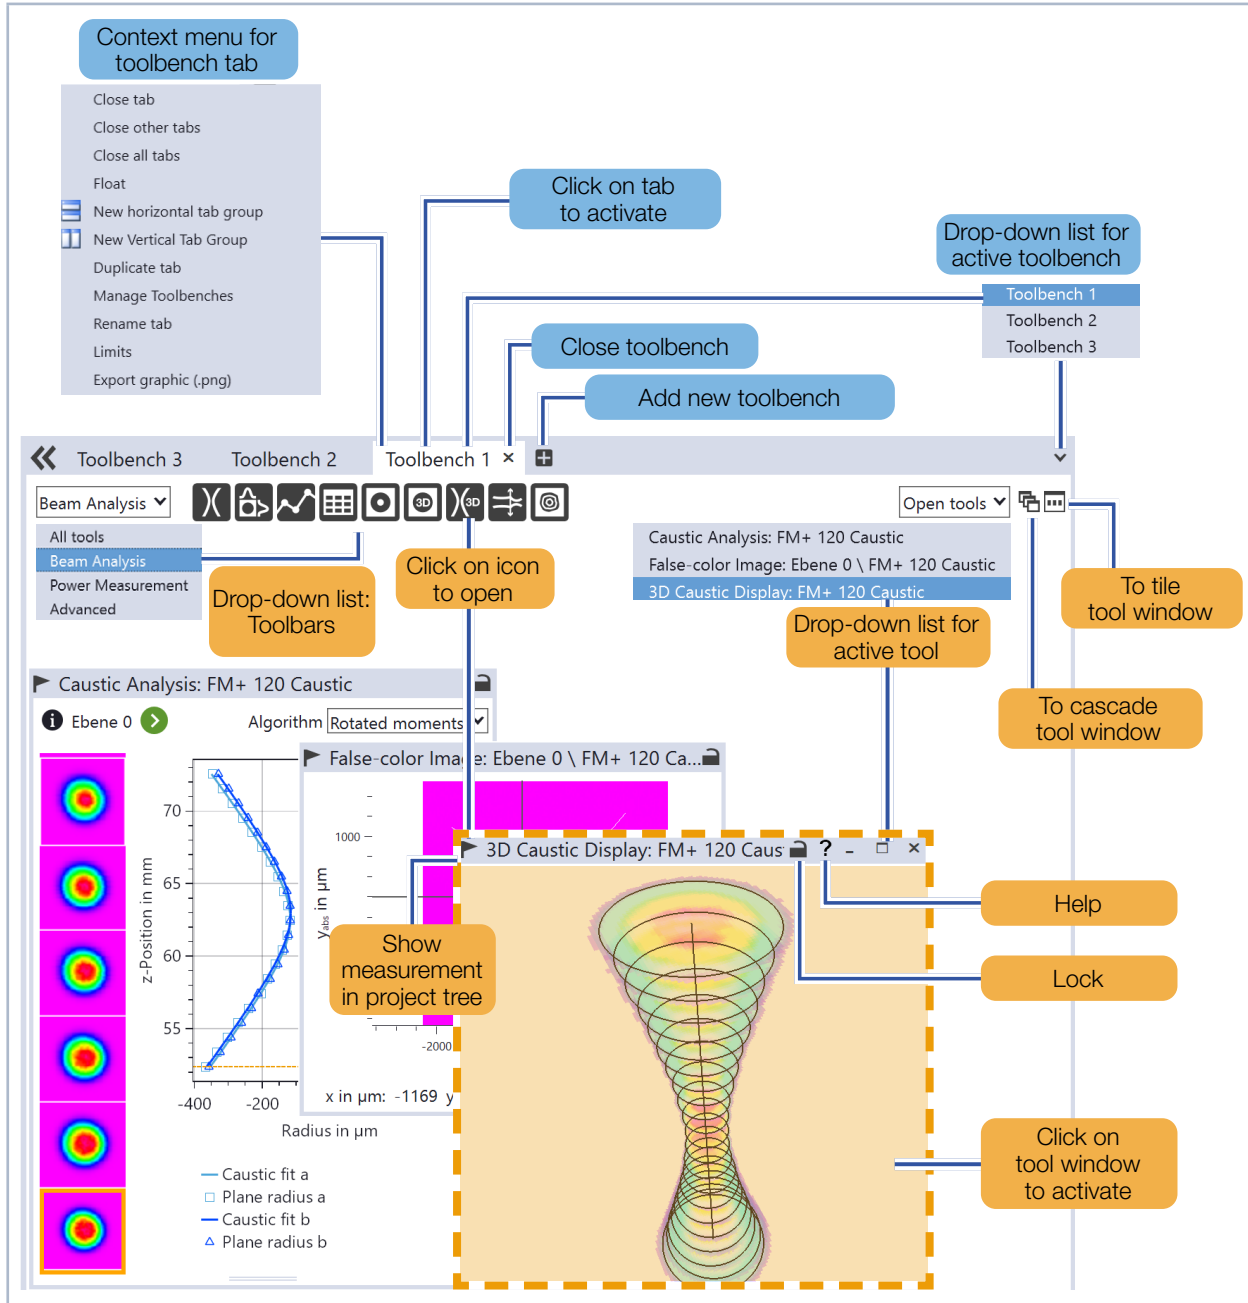 Context menu for
toolbench tab
Close tab
Close other tabs
Close all tabs
Float
New horizontal tab group
New Vertical Tab Group
Duplicate tab
Manage Toolbenches
Rename tab
Limits
Export graphic (.png)
Click on tab
to activate
Drop-down list for
active toolbench
Toolbench 1
Toolbench 2
Toolbench 3
Close toolbench
Add new toolbench
Toolbench 3
Toolbench 2
Toolbench 1
Beam Analysis
3D
3D
Open tools
All tools
Beam Analysis
Power Measurement
Advanced
Drop-down list:
Toolbars
Click on icon
to open
Caustic Analysis: FM+ 120 Caustic
False-color Image: Ebene 0 \ FM+ 120 Caustic
3D Caustic Display: FM+ 120 Caustic
Drop-down list for
active tool
To tile
tool window
To cascade
tool window
Caustic Analysis: FM+ 120 Caustic
Ebene 0
Algorithm Rotated moments
z-Position in mm
70
65
60
55
-400
-200
Radius in µm
Caustic fit a
Plane radius a
Caustic fit b
Plane radius b
False-color Image: Ebene 0 \ FM+ 120 Ca...
1000
yabs in µm
-2000
x in µm: -1169 y
Show
measurement
in project tree
3D Caustic Display: FM+ 120 Caus
?
Help
Lock
Click on
tool window
to activate